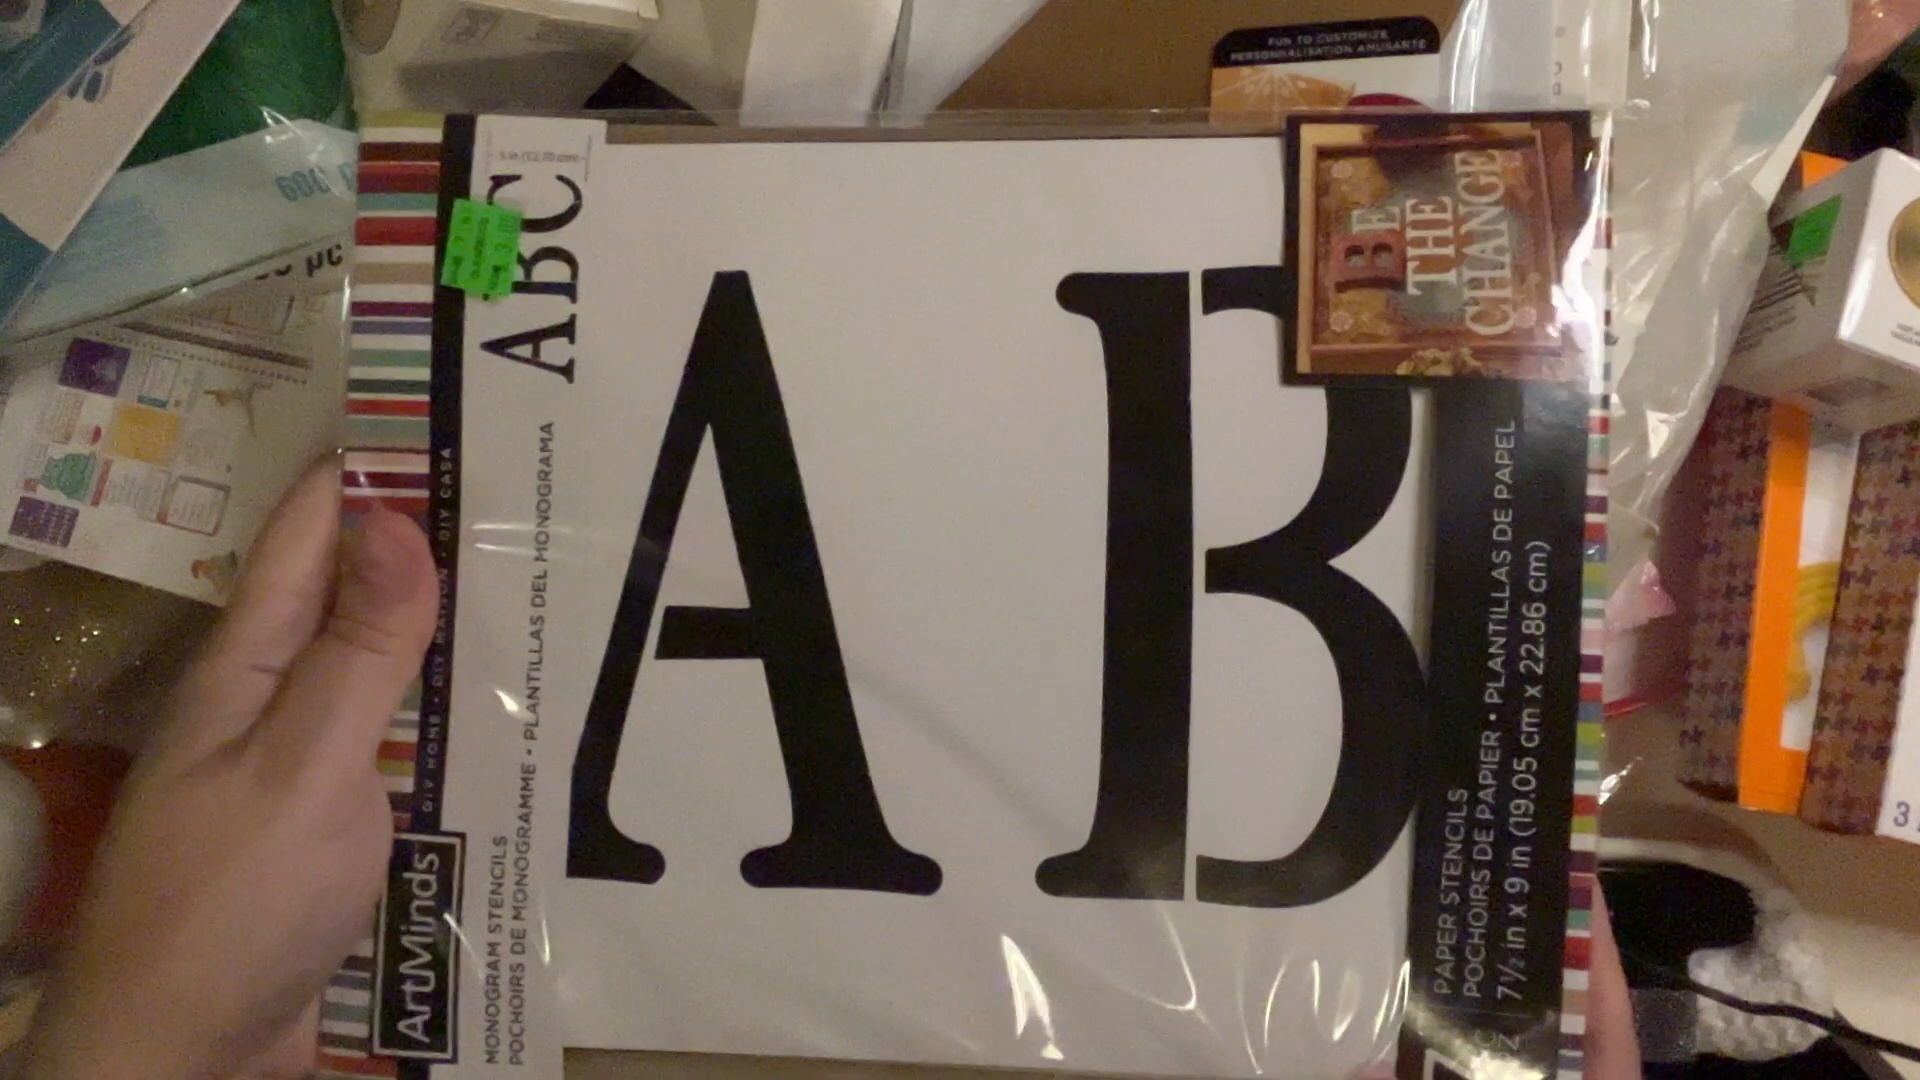 FUN TO CUSTOMIZE
PERSONNALISATION AMUSANTE
ABC
A B
BE
THE
CHANGE
ArtMinds
DIY HOME • DIY MAISON • DIY CASA
MONOGRAM STENCILS
POCHOIRS DE MONOGRAMME • PLANTILLAS DEL MONOGRAMA
PAPER STENCILS
POCHOIRS DE PAPIER • PLANTILLAS DE PAPEL
7½ in x 9 in (19.05 cm x 22.86 cm)